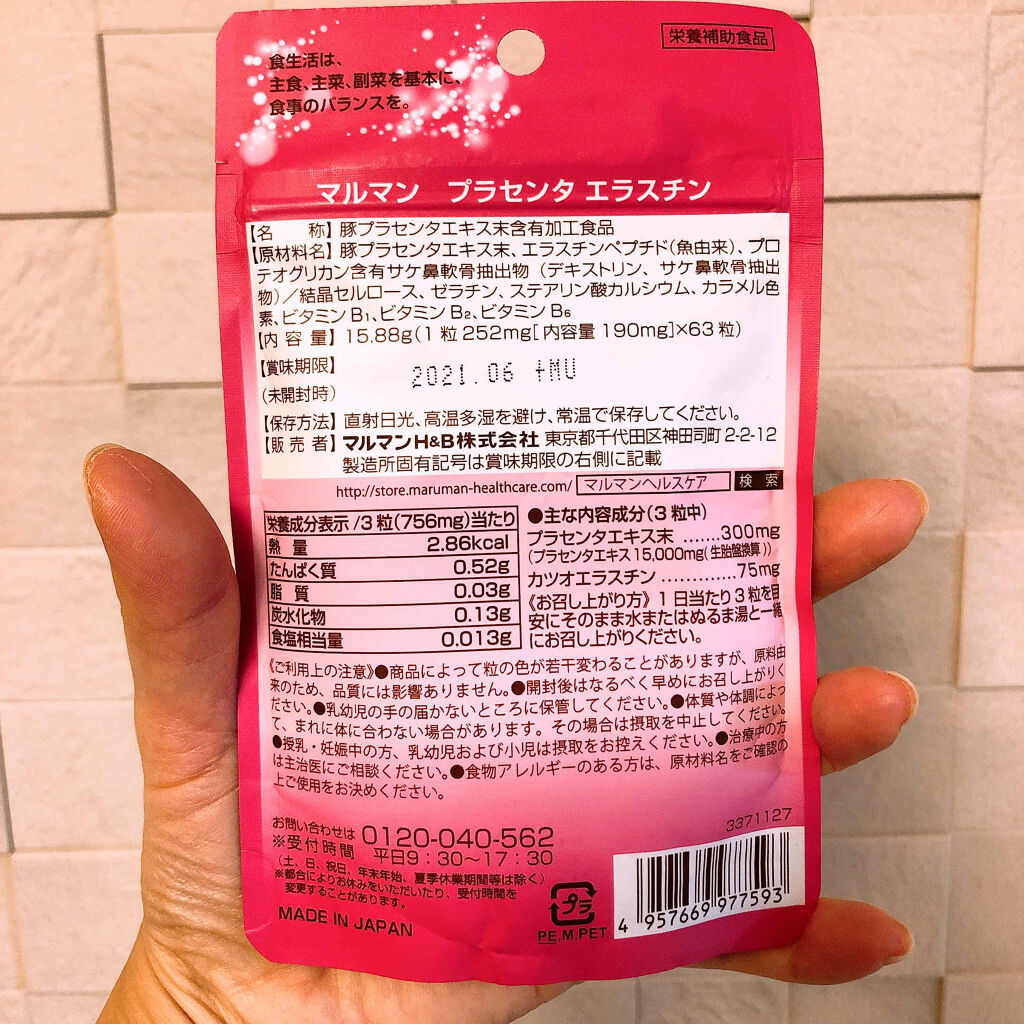 栄養補助食品
食生活は、
主食、主菜、副菜を基本に、
食事のバランスを。
マルマン プラセンタ エラスチン
【名 称】豚プラセンタエキス末含有加工食品
【原材料名】豚プラセンタエキス末、エラスチンペプチド（魚由来）、プロ
テオグリカン含有サケ鼻軟骨抽出物（デキストリン、サケ鼻軟骨抽出
物）／結晶セルロース、ゼラチン、ステアリン酸カルシウム、カラメル色
素、ビタミンB₁、ビタミンB₂、ビタミンB₆
【内 容 量】15.88g（1粒252mg［内容量190mg］×63粒）
【賞味期限】
（未開封時）
2021.06 +MU
【保存方法】直射日光、高温多湿を避け、常温で保存してください。
【販 売 者】マルマンH&B株式会社 東京都千代田区神田司町2-2-12
製造所固有記号は賞味期限の右側に記載
http://store.maruman-healthcare.com/ マルマンヘルスケア 検索
栄養成分表示/3粒(756mg)当たり
熱 量 2.86kcal
たんぱく質 0.52g
脂 質 0.03g
炭水化物 0.13g
食塩相当量 0.013g
●主な内容成分（3粒中）
プラセンタエキス末 ......300mg
（プラセンタエキス15,000mg（生胎盤換算））
カツオエラスチン ............75mg
《お召し上がり方》1日当たり3粒を目
安にそのまま水またはぬるま湯と一緒
にお召し上がりください。
《ご利用上の注意》●商品によって粒の色が若干変わることがありますが、原料由
来のため、品質には影響ありません。●開封後はなるべく早めにお召し上がりく
ださい。●乳幼児の手の届かないところに保管してください。●体質や体調によっ
て、まれに体に合わない場合があります。その場合は摂取を中止してください。
●授乳・妊娠中の方、乳幼児および小児は摂取をお控えください。●治療中の方
は主治医にご相談ください。●食物アレルギーのある方は、原材料名をご確認の
上ご使用をお決めください。
お問い合わせは 0120-040-562
※受付時間 平日9：30～17：30
（土、日、祝日、年末年始、夏季休業期間等は除く）
※都合によりお休みをいただいたり、受付時間を
変更することがあります。
MADE IN JAPAN
プラ
PE.M.PET
3371127
4 957669 977593